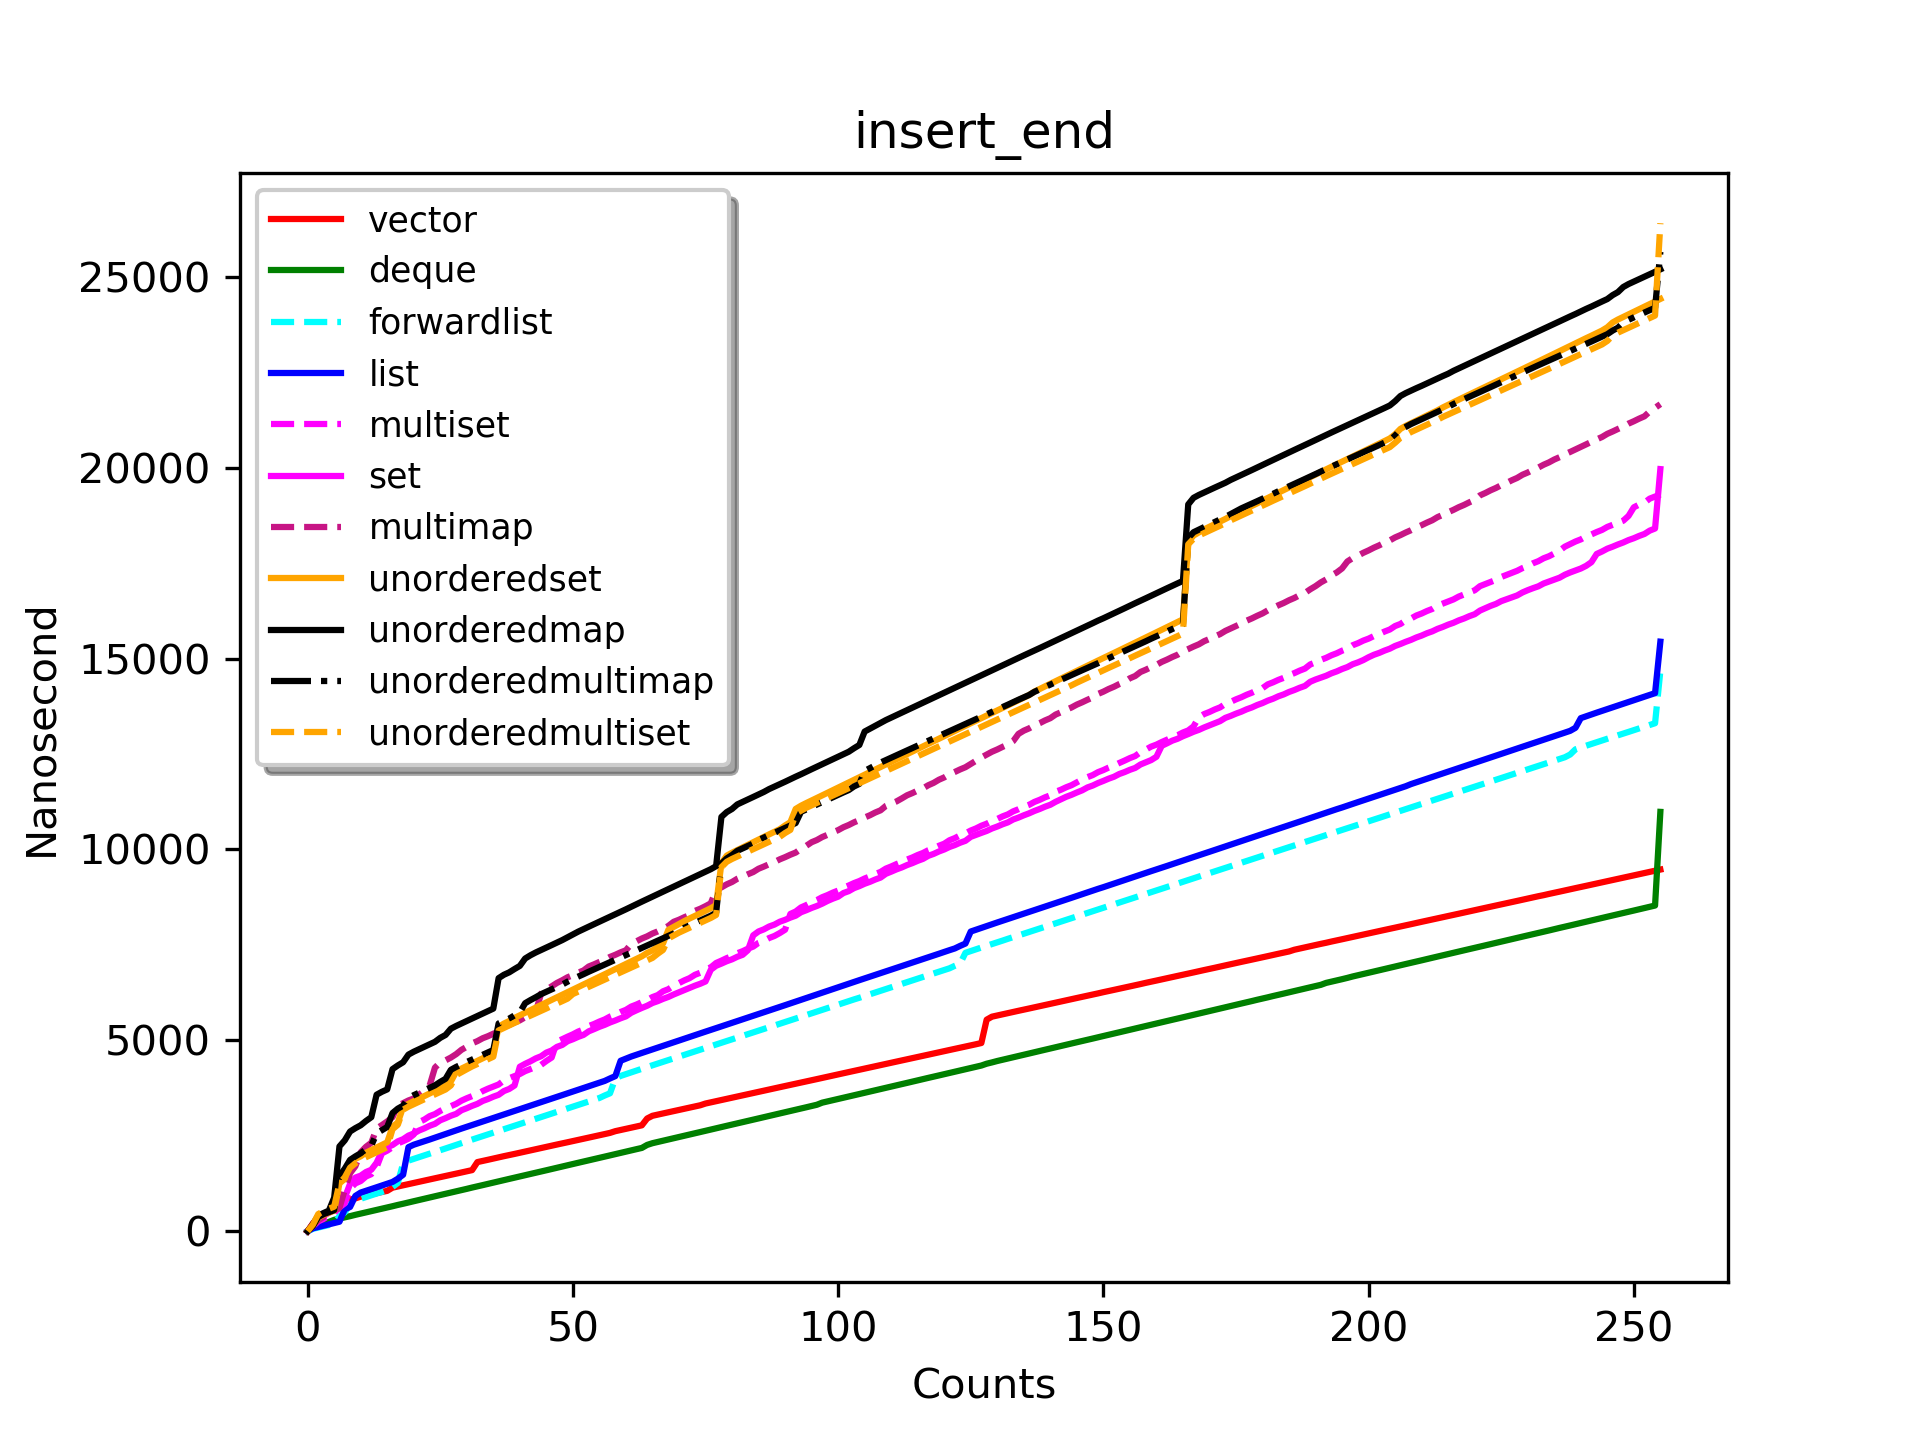 insert_end
vector
deque
forwardlist
list
multiset
set
multimap
unorderedset
unorderedmap
unorderedmultimap
unorderedmultiset
Nanosecond
25000
20000
15000
10000
5000
0
0 50 100 150 200 250
Counts